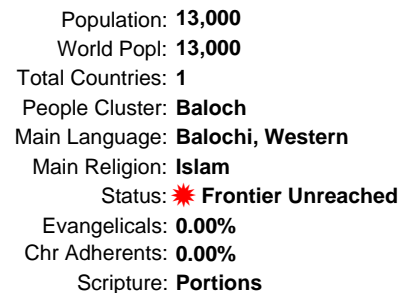 Population: 13,000
World Popl: 13,000
Total Countries: 1
People Cluster: Baloch
Main Language: Balochi, Western
Main Religion: Islam
Status: Frontier Unreached
Evangelicals: 0.00%
Chr Adherents: 0.00%
Scripture: Portions